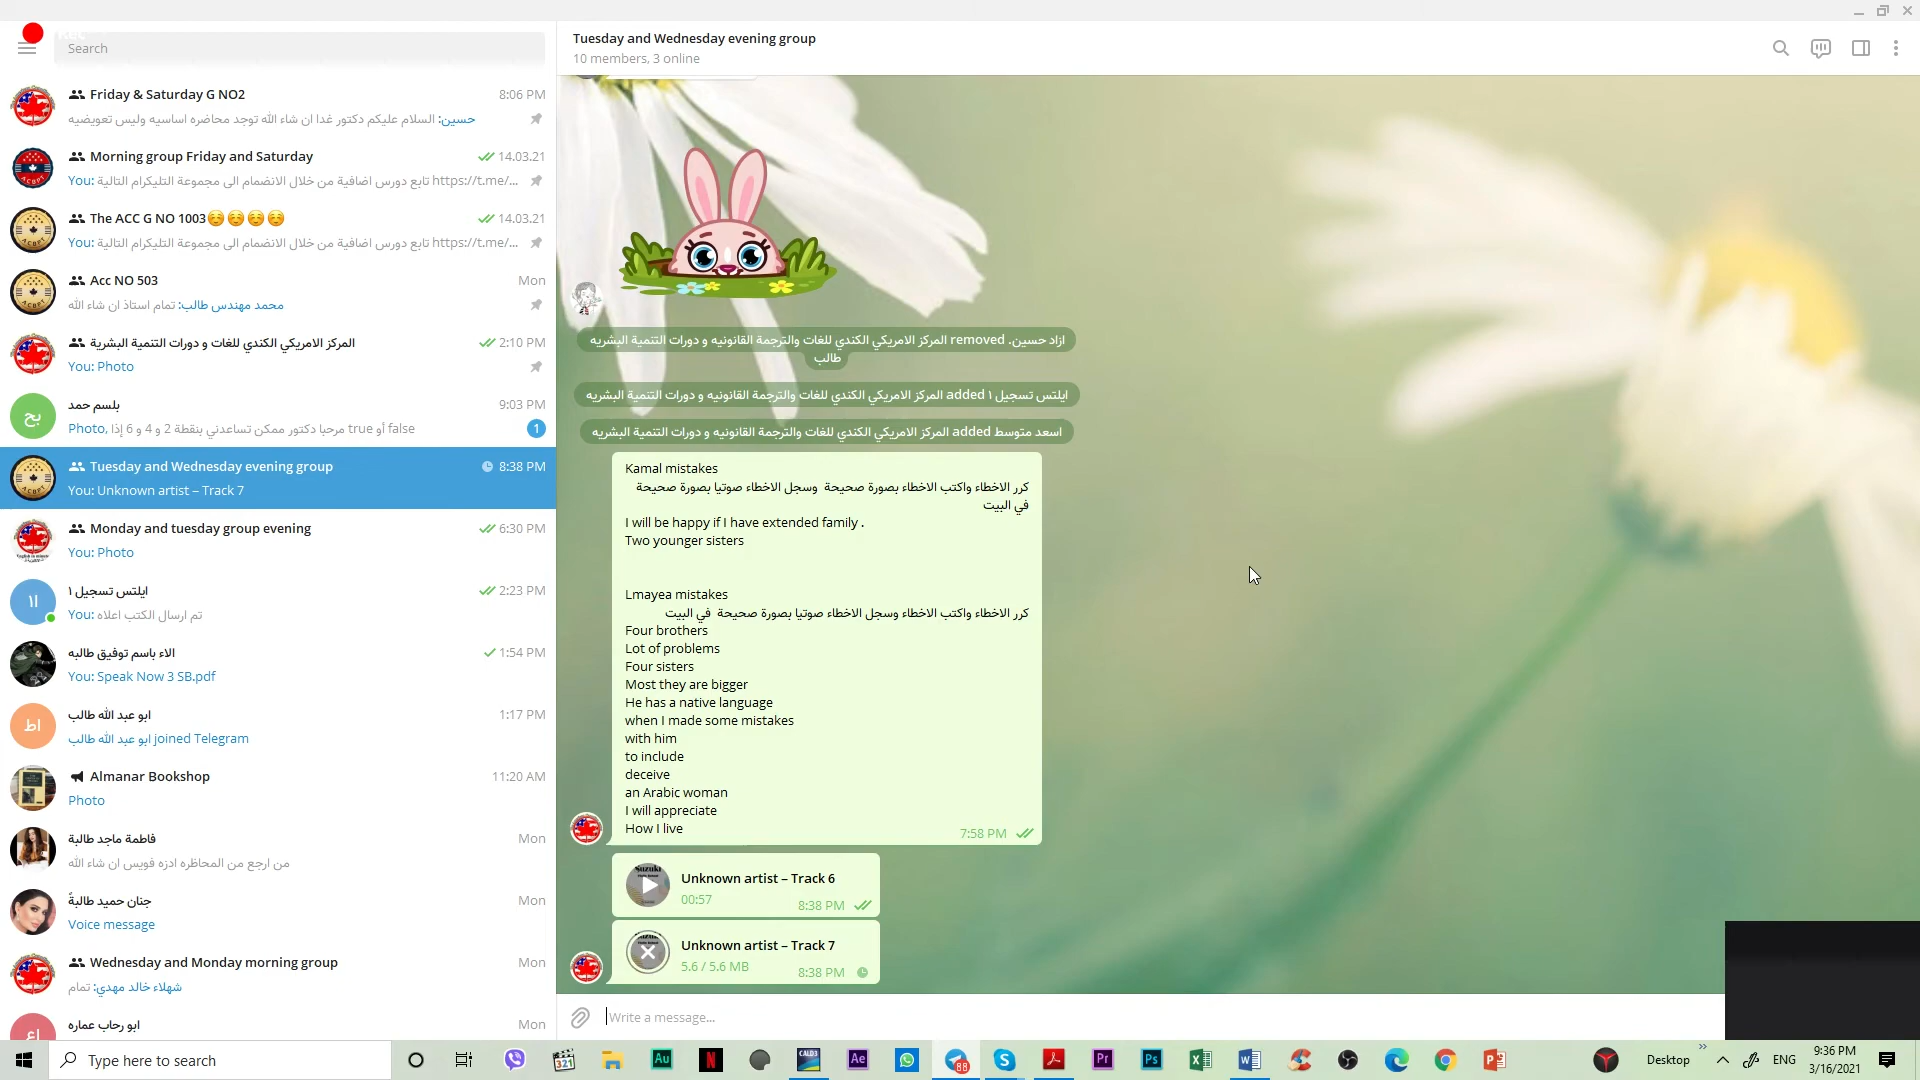 Rec
Search
Friday & Saturday G NO2
8:06 PM
حسين: السلام عليكم دكتور غدا ان شاء الله توجد محاضره اساسيه وليس تعويضيه
Morning group Friday and Saturday
14.03.21
You: تابع دروس اضافية من خلال الانضمام الى مجموعة التليكرام التالية https://t.me/...
The ACC G NO 1003☺️☺️☺️☺️
14.03.21
You: تابع دروس اضافية من خلال الانضمام الى مجموعة التليكرام التالية https://t.me/...
Acc NO 503
Mon
محمد مهندس طالب: تمام استاذ ان شاء الله
المركز الامريكي الكندي للغات و دورات التنمية البشرية
2:10 PM
You: Photo
بح
بلسم حمد
9:03 PM
Photo, مرحبا دكتور ممكن تساعدني بنقطة 2 و 4 و 6 إذا true أو false
1
Tuesday and Wednesday evening group
8:38 PM
You: Unknown artist – Track 7
Monday and tuesday group evening
6:30 PM
You: Photo
ا١
ايلتس تسجيل ١
2:23 PM
You: تم ارسال الكتب اعلاه
الاء باسم توفيق طالبه
1:54 PM
You: Speak Now 3 SB.pdf
اط
ابو عبد الله طالب
1:17 PM
ابو عبد الله طالب joined Telegram
Almanar Bookshop
11:20 AM
Photo
فاطمة ماجد طالبة
Mon
من ارجع من المحاظره ادزه فويس ان شاء الله
جنان حميد طالبةً
Mon
Voice message
Wednesday and Monday morning group
Mon
شهلاء خالد مهدي: تمام
اع
ابو رحاب عماره
Mon
Tuesday and Wednesday evening group
10 members, 3 online
المركز الامريكي الكندي للغات والترجمة القانونيه و دورات التنمية البشريه removed ازاد حسين.
طالب
المركز الامريكي الكندي للغات والترجمة القانونيه و دورات التنمية البشريه added ايلتس تسجيل ١
المركز الامريكي الكندي للغات والترجمة القانونيه و دورات التنمية البشريه added اسعد متوسط
Kamal mistakes
كرر الاخطاء واكتب الاخطاء بصورة صحيحة وسجل الاخطاء صوتيا بصورة صحيحة
في البيت
I will be happy if I have extended family .
Two younger sisters
Lmayea mistakes
كرر الاخطاء واكتب الاخطاء وسجل الاخطاء صوتيا بصورة صحيحة في البيت
Four brothers
Lot of problems
Four sisters
Most they are bigger
He has a native language
when I made some mistakes
with him
to include
deceive
an Arabic woman
I will appreciate
How I live
7:58 PM
Suzuki
Unknown artist – Track 6
00:57
8:38 PM
Unknown artist – Track 7
5.6 / 5.6 MB
8:38 PM
Write a message...
Type here to search
321
Au
N
CALD3
Ae
88
Pr
Ps
Desktop
ENG
9:36 PM
3/16/2021